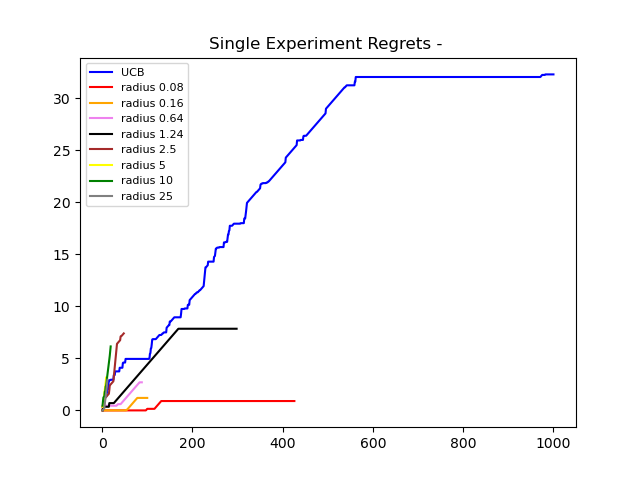 Single Experiment Regrets -
UCB
radius 0.08
radius 0.16
radius 0.64
radius 1.24
radius 2.5
radius 5
radius 10
radius 25
30
25
20
15
10
5
0
0 200 400 600 800 1000